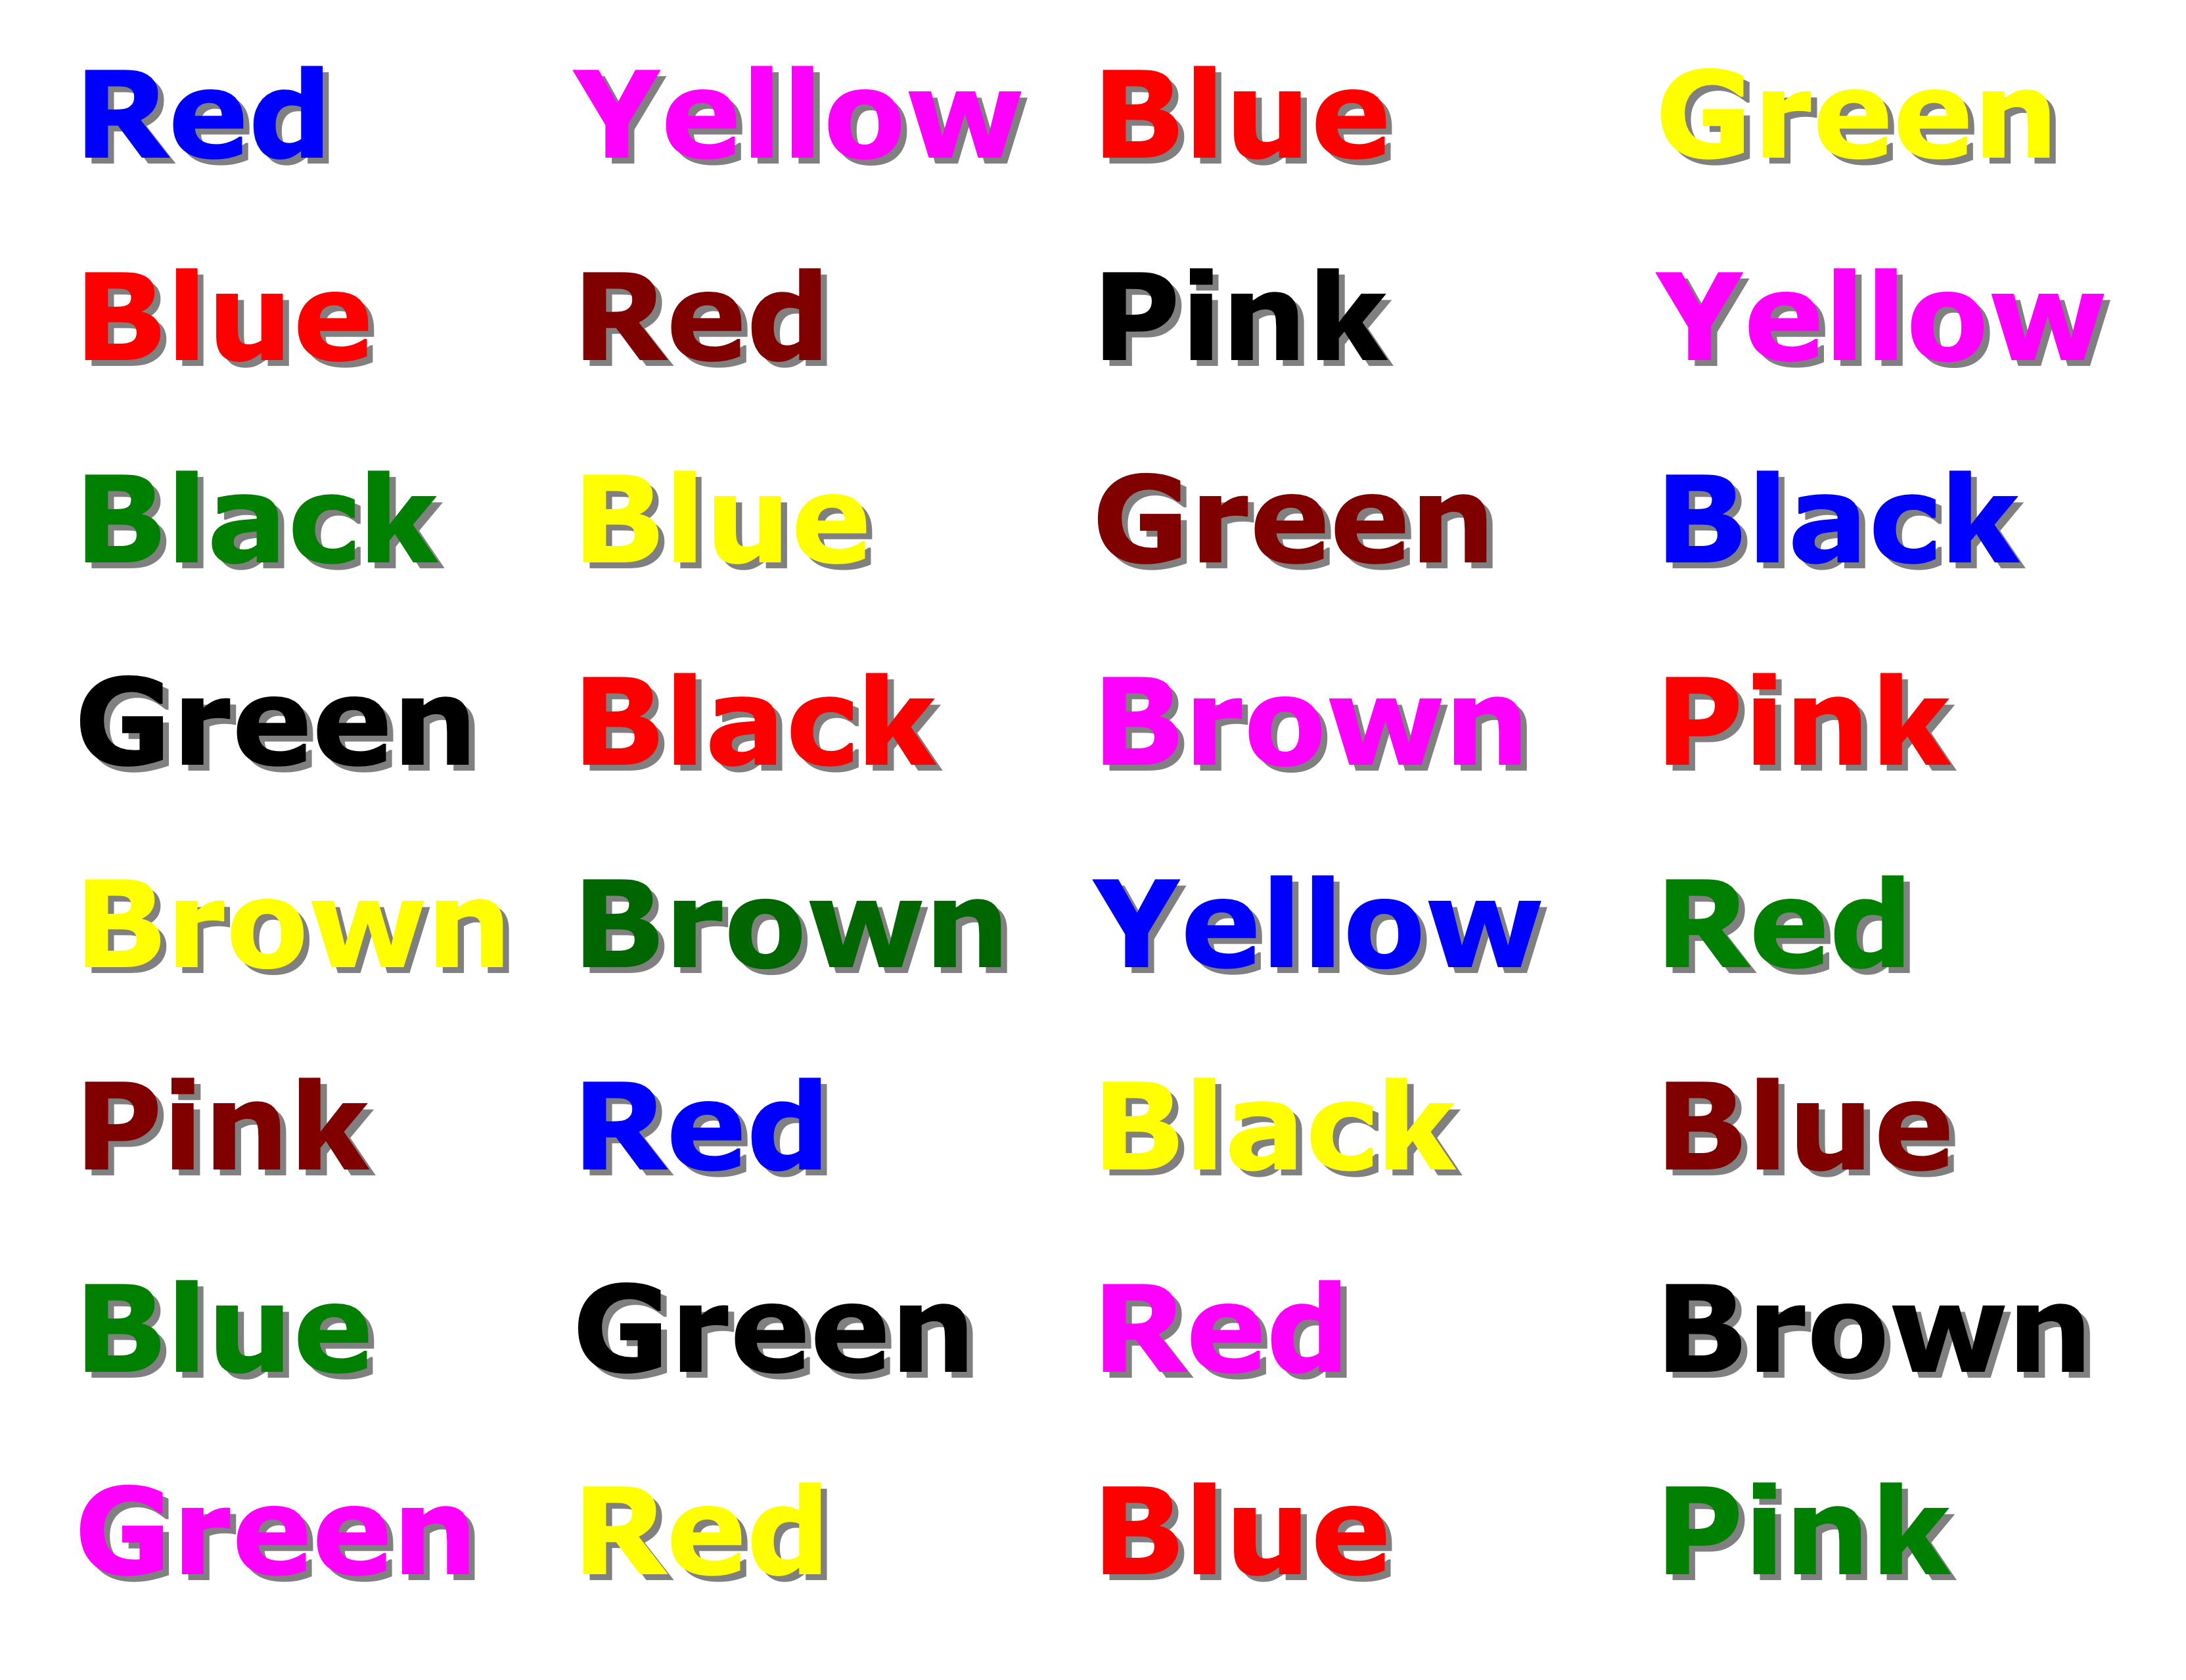 Red Yellow Blue Green
Blue Red Pink Yellow
Black Blue Green Black
Green Black Brown Pink
Brown Brown Yellow Red
Pink Red Black Blue
Blue Green Red Brown
Green Red Blue Pink